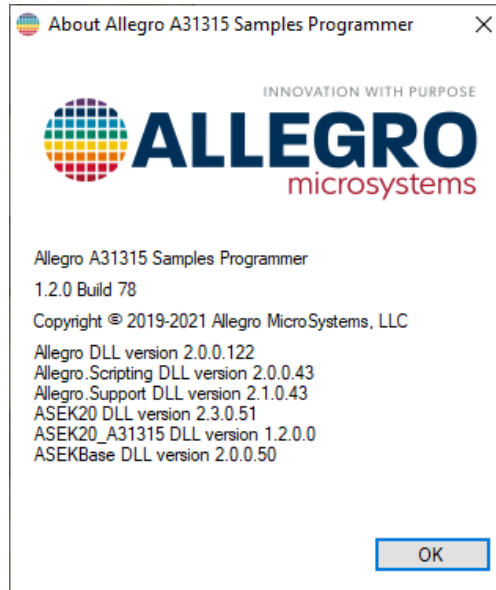 About Allegro A31315 Samples Programmer
INNOVATION WITH PURPOSE
ALLEGRO
microsystems
Allegro A31315 Samples Programmer
1.2.0 Build 78
Copyright © 2019-2021 Allegro MicroSystems, LLC
Allegro DLL version 2.0.0.122
Allegro.Scripting DLL version 2.0.0.43
Allegro.Support DLL version 2.1.0.43
ASEK20 DLL version 2.3.0.51
ASEK20_A31315 DLL version 1.2.0.0
ASEKBase DLL version 2.0.0.50
OK